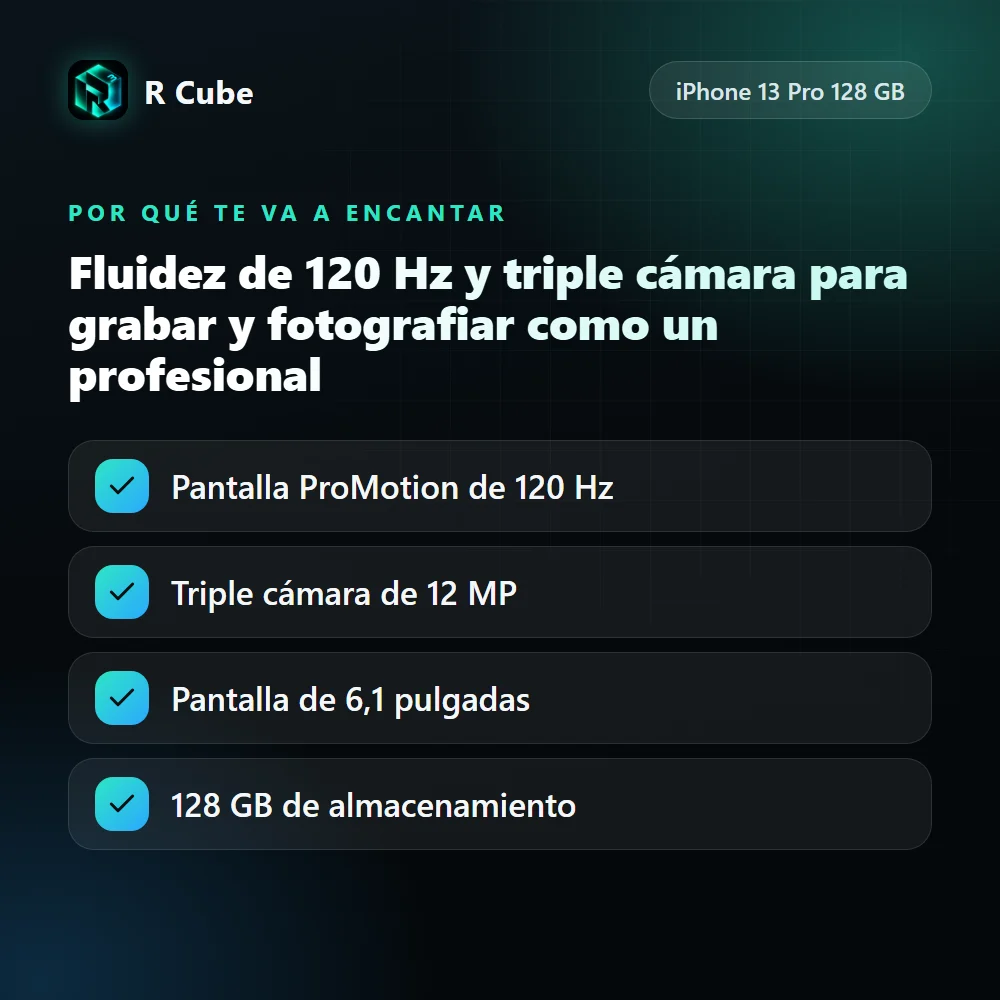 R Cube
iPhone 13 Pro 128 GB
POR QUÉ TE VA A ENCANTAR
Fluidez de 120 Hz y triple cámara para
grabar y fotografiar como un
profesional
Pantalla ProMotion de 120 Hz
Triple cámara de 12 MP
Pantalla de 6,1 pulgadas
128 GB de almacenamiento